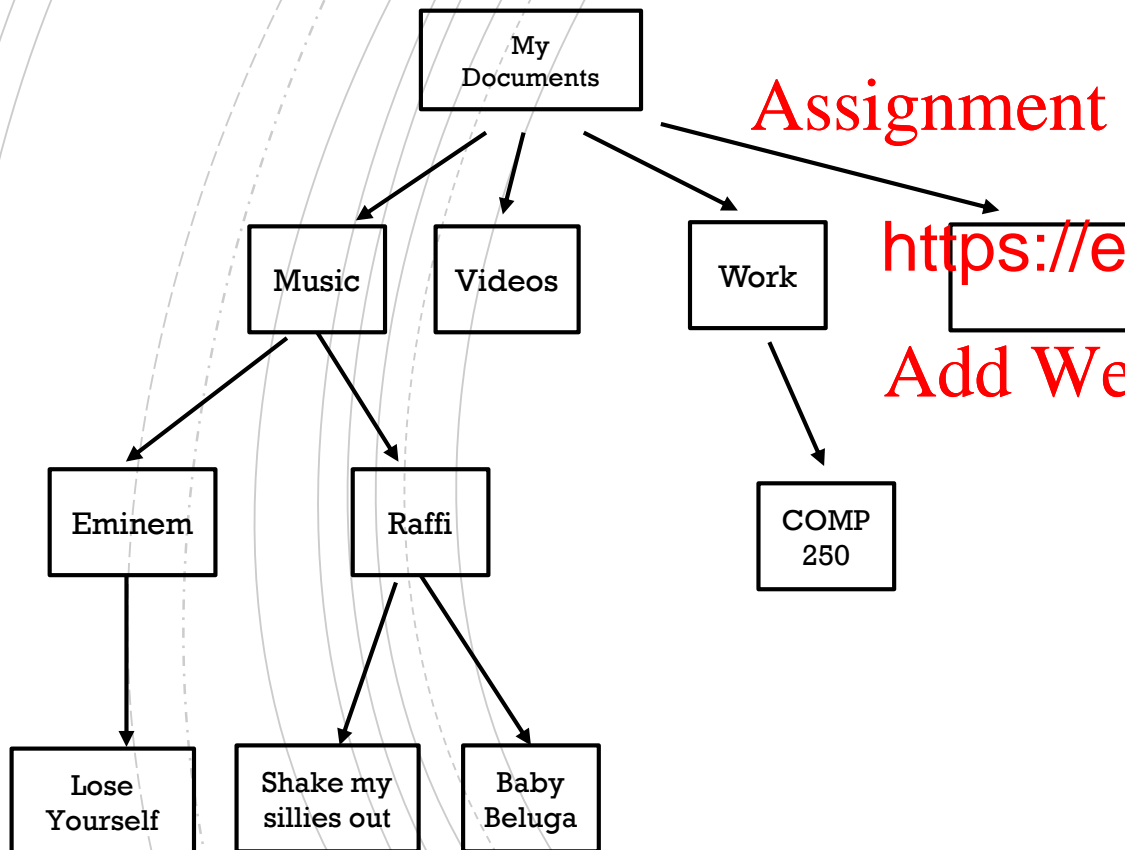 My
Documents
Assignment
Music
Videos
Work
https://e
Add We
Eminem
Raffi
COMP
250
Lose
Yourself
Shake my
sillies out
Baby
Beluga